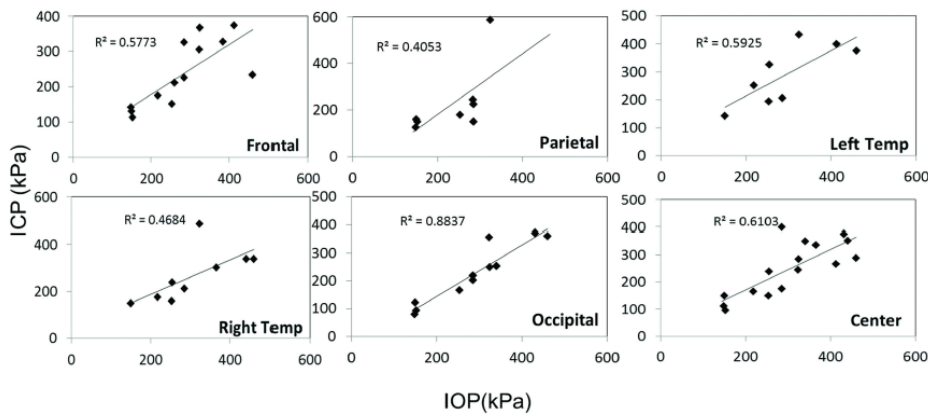 ICP (kPa)
400
300
200
100
0
R² = 0.5773
Frontal
0 200 400 600
600
400
200
0
R² = 0.4053
Parietal
0 200 400 600
500
400
300
200
100
0
R² = 0.5925
Left Temp
0 200 400 600
600
400
200
0
R² = 0.4684
Right Temp
0 200 400 600
500
400
300
200
100
0
R² = 0.8837
Occipital
0 200 400 600
500
400
300
200
100
0
R² = 0.6103
Center
0 200 400 600
IOP(kPa)